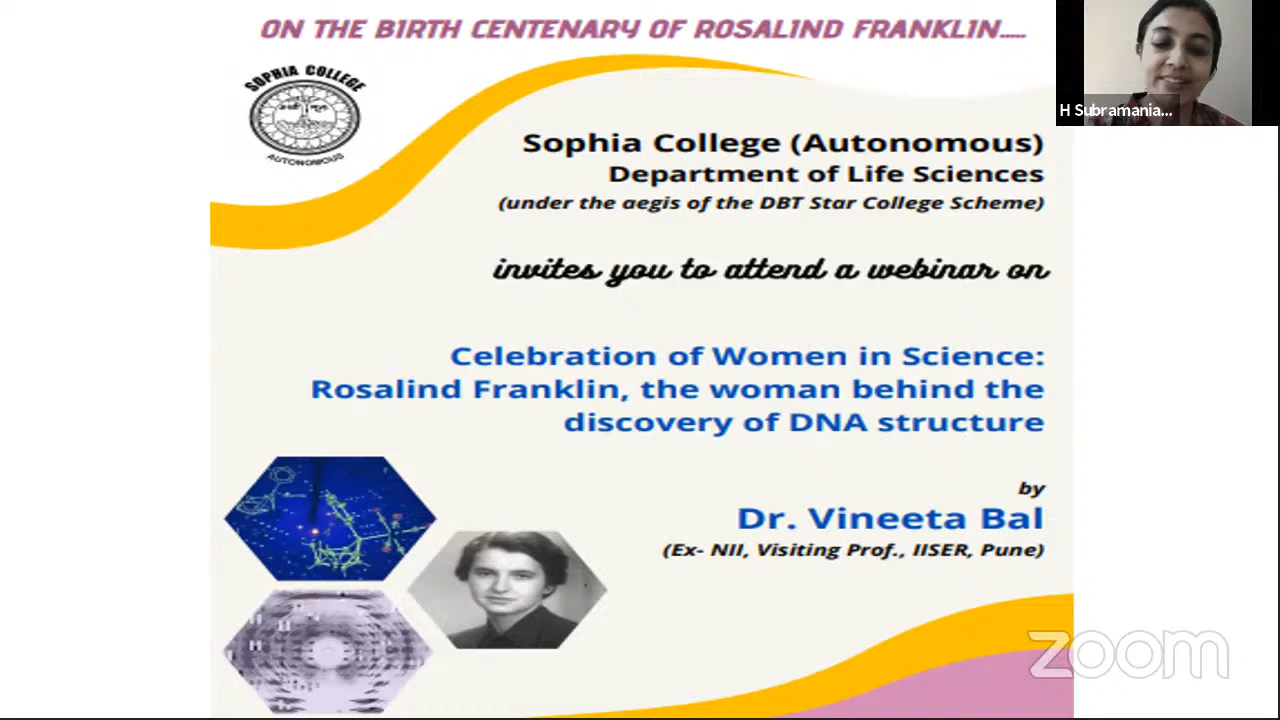 ON THE BIRTH CENTENARY OF ROSALIND FRANKLIN.....
SOPHIA COLLEGE
AUTONOMOUS
H Subramania...
Sophia College (Autonomous)
Department of Life Sciences
(under the aegis of the DBT Star College Scheme)
invites you to attend a webinar on
Celebration of Women in Science:
Rosalind Franklin, the woman behind the
discovery of DNA structure
by
Dr. Vineeta Bal
(Ex- NII, Visiting Prof., IISER, Pune)
zoom